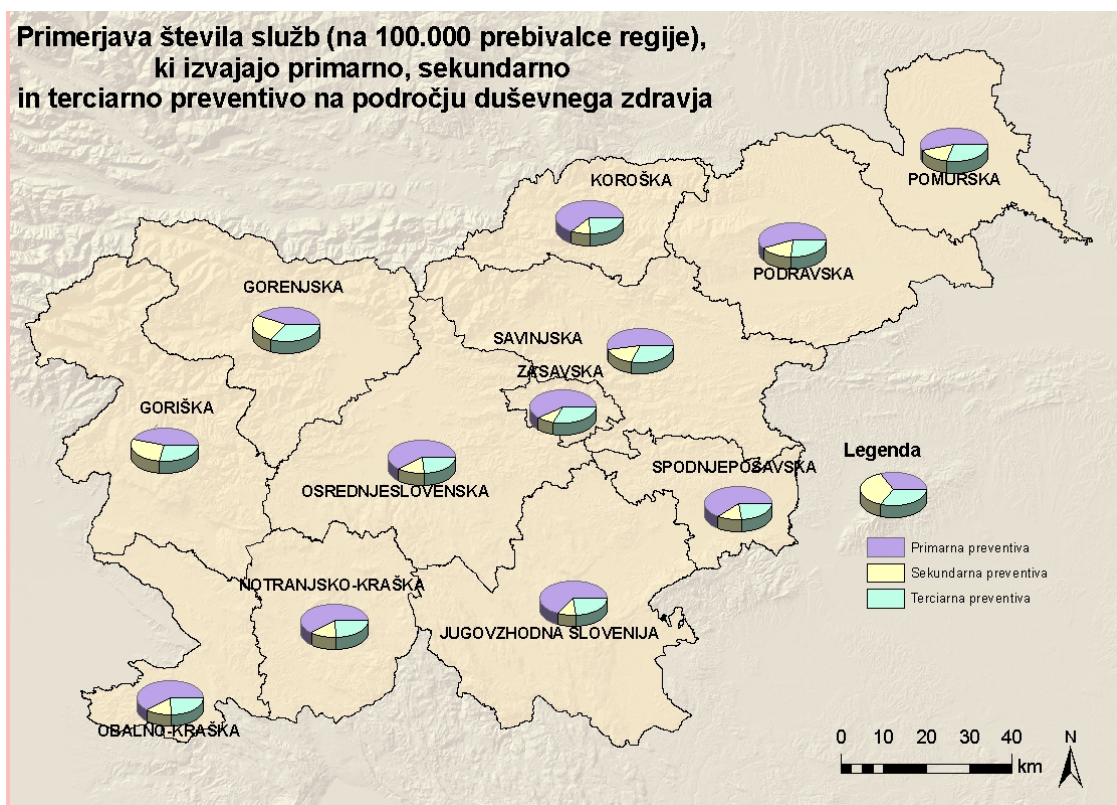 Primerjava števila služb (na 100.000 prebivalce regije),
ki izvajajo primarno, sekundarno
in terciarno preventivo na področju duševnega zdravja
KOROŠKA
POMURSKA
PODRAVSKA
GORENJSKA
SAVINJSKA
ZASAVSKA
GORIŠKA
OSREDNJESLOVENSKA
SPODNJEPOSAVSKA
NOTRANJSKO-KRAŠKA
JUGOVZHODNA SLOVENIJA
OBALNO-KRAŠKA
Legenda
Primarna preventiva
Sekundarna preventiva
Terciarna preventiva
0 10 20 30 40
km
N